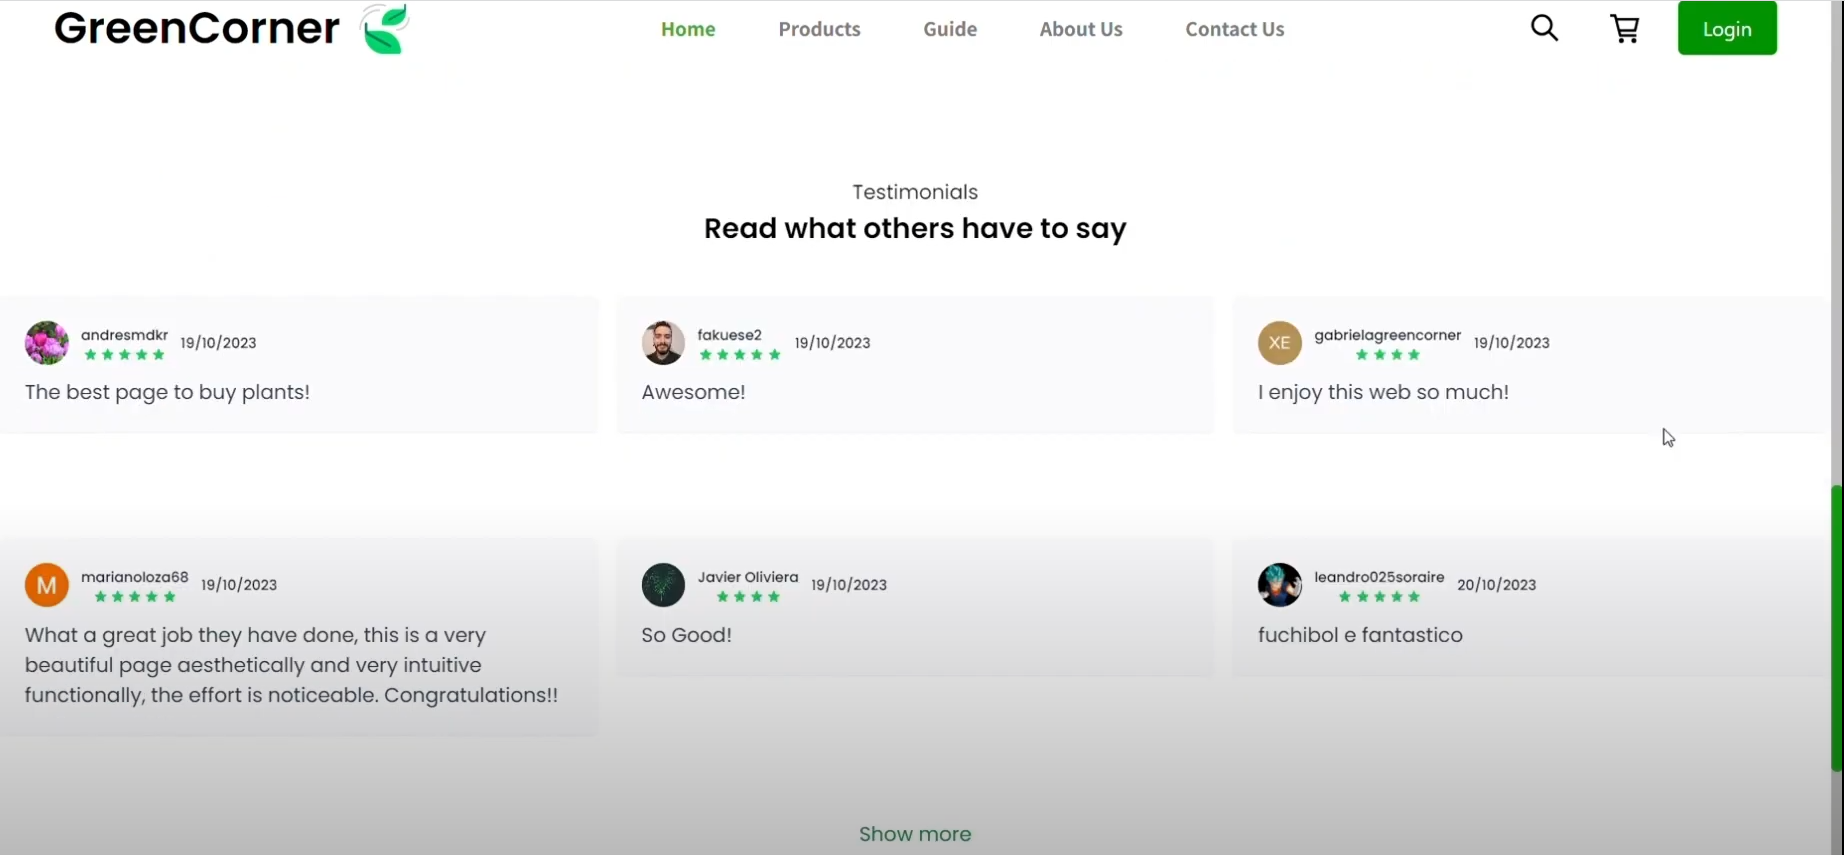 GreenCorner
Home Products Guide About Us Contact Us
Login
Testimonials
Read what others have to say
andresmdkr 19/10/2023
The best page to buy plants!
fakuese2 19/10/2023
Awesome!
XE
gabrielagreencorner 19/10/2023
I enjoy this web so much!
M
marianoloza68 19/10/2023
What a great job they have done, this is a very
beautiful page aesthetically and very intuitive
functionally, the effort is noticeable. Congratulations!!
Javier Oliviera 19/10/2023
So Good!
leandro025soraire 20/10/2023
fuchibol e fantastico
Show more